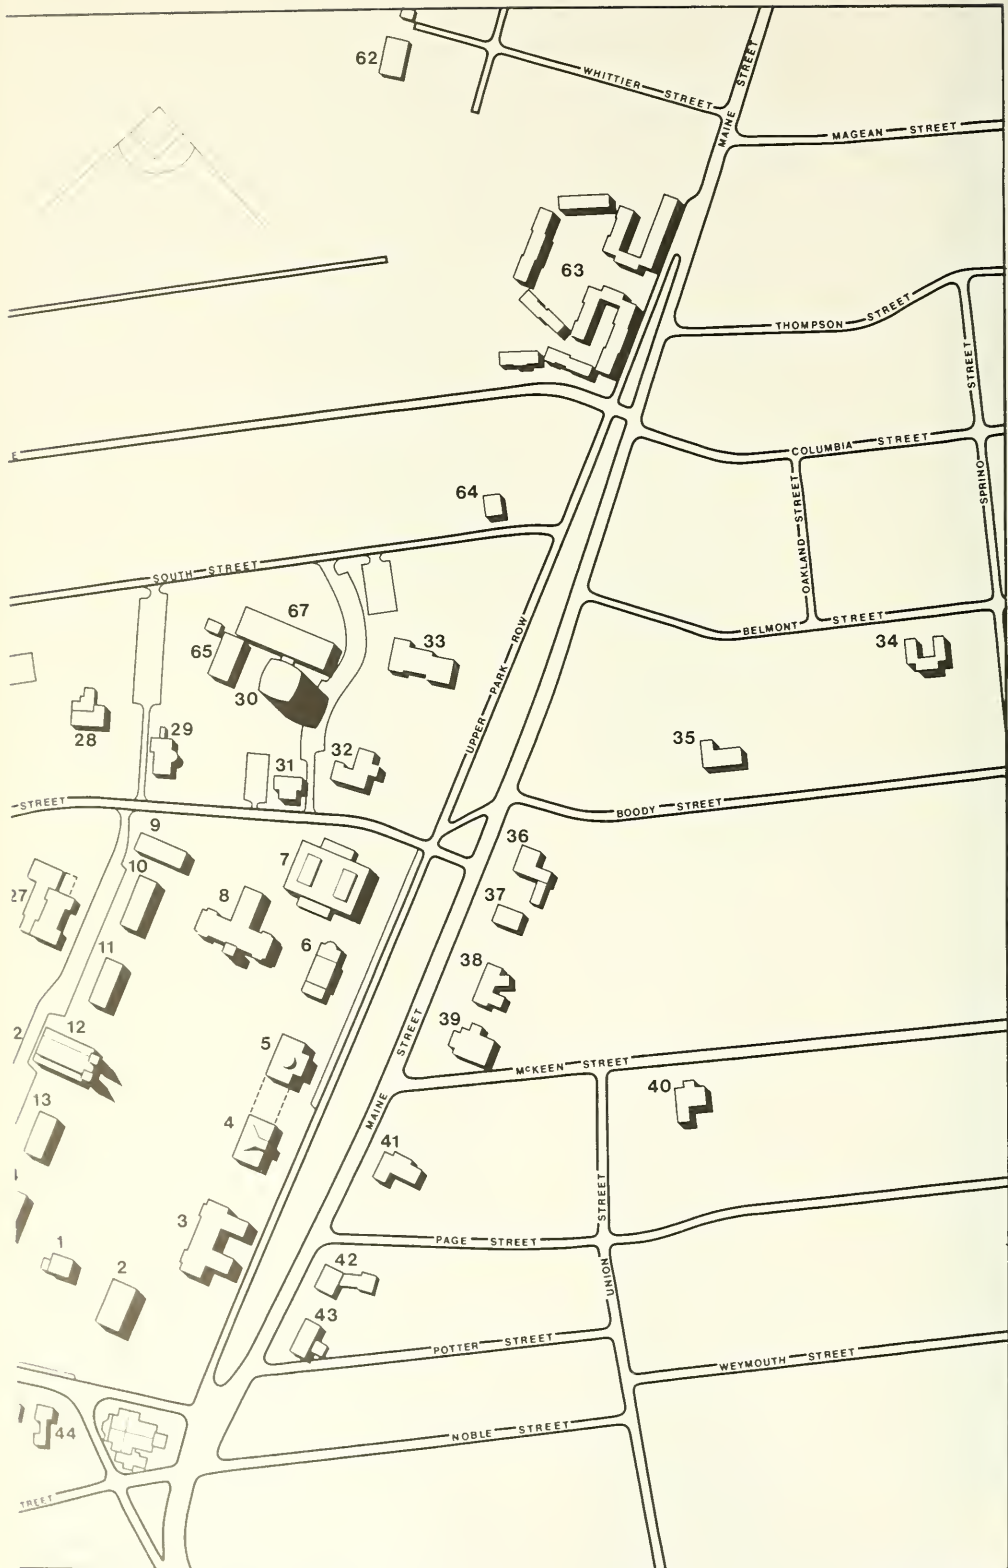 62
WHITTIER STREET
MAINE STREET
MAGEAN STREET
63
THOMPSON STREET
STREET
E
COLUMBIA STREET
64
OAKLAND STREET
SPRINO
SOUTH STREET
67
BELMONT STREET
65
33
34
30
UPPER PARK ROW
28
29
35
31
32
STREET
BOODY STREET
9
36
7
10
27
8
37
11
6
38
2
12
39
5
MAINE STREET
McKEEN STREET
13
40
4
41
STREET
3
PAGE STREET
1
42
2
UNION
43
POTTER STREET
WEYMOUTH STREET
44
NOBLE STREET
TREET